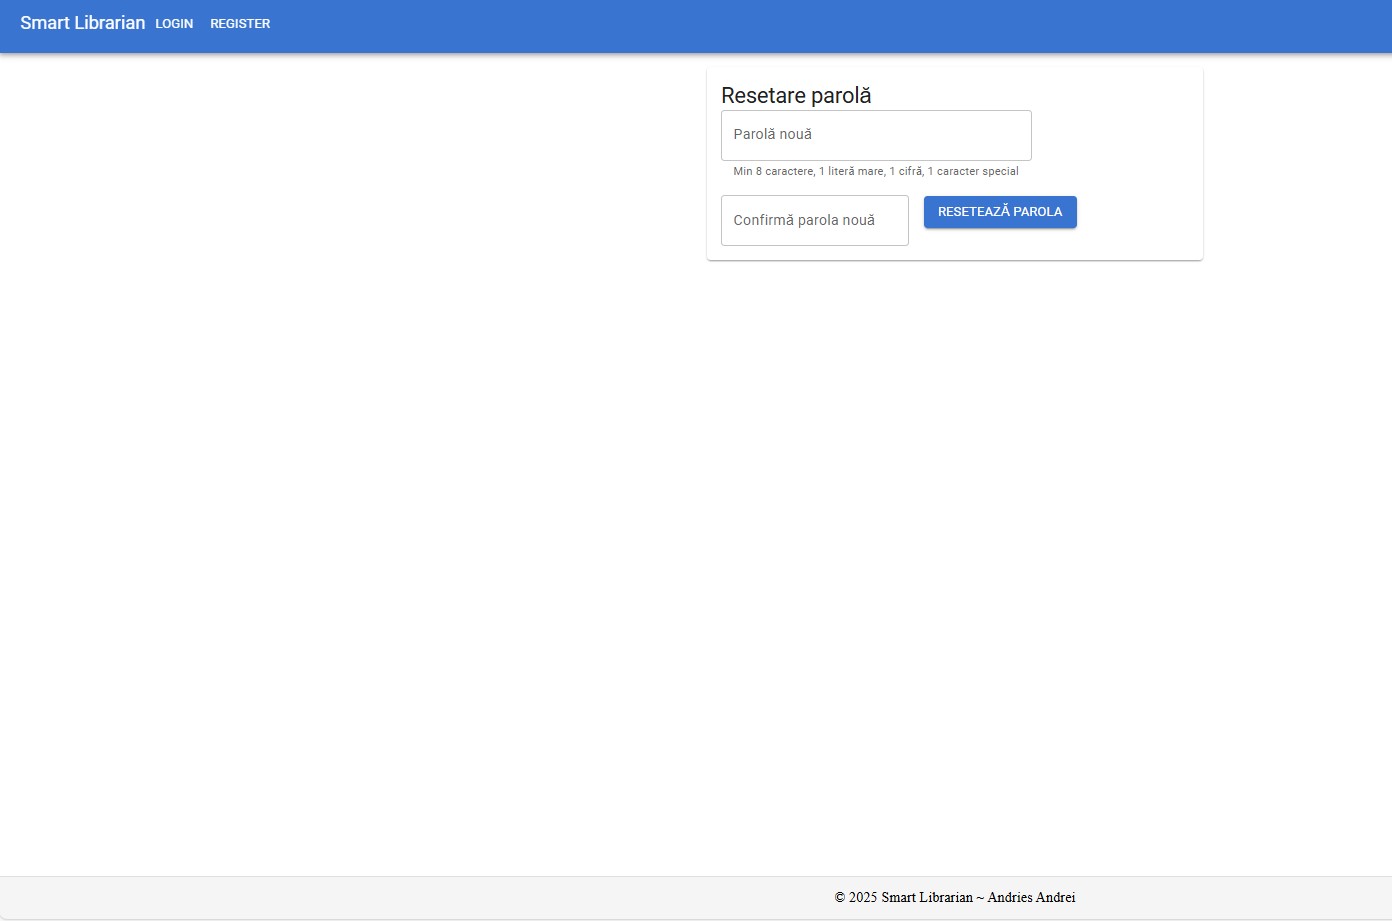 Smart Librarian LOGIN REGISTER
Resetare parolă
Parolă nouă
Min 8 caractere, 1 literă mare, 1 cifră, 1 caracter special
Confirmă parola nouă RESETEAZĂ PAROLA
© 2025 Smart Librarian ~ Andries Andrei